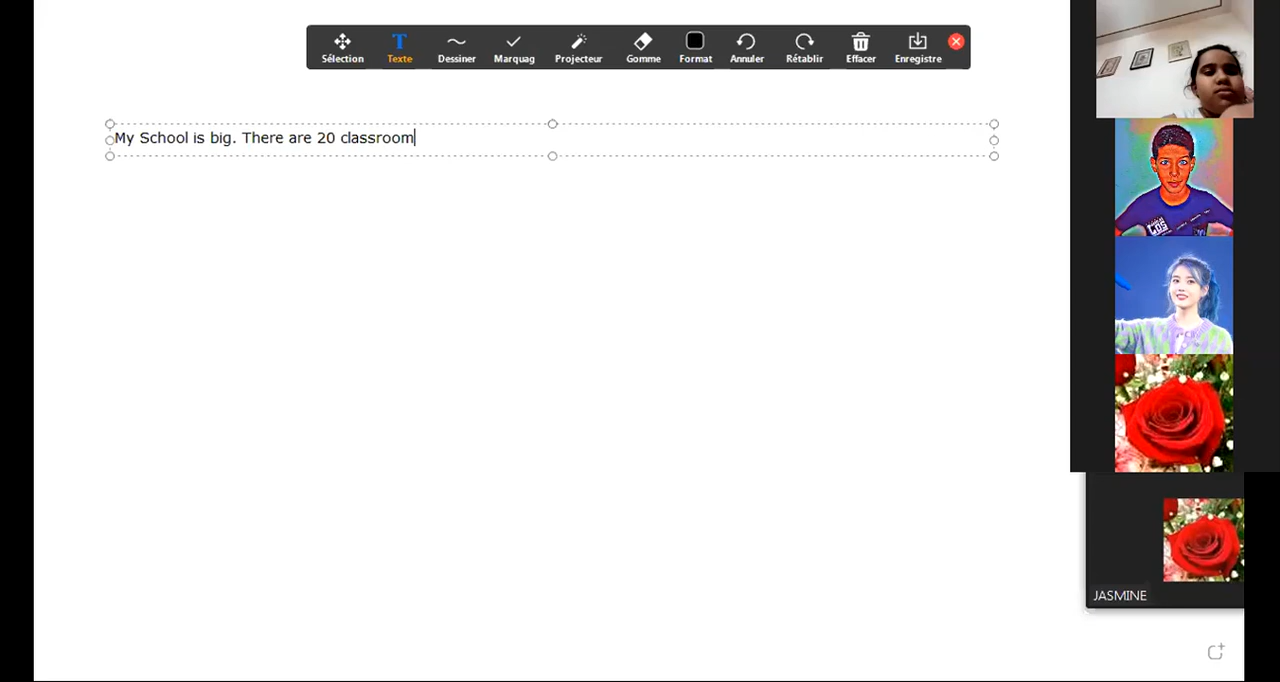 Sélection Texte Dessiner Marquag Projecteur Gomme Format Annuler Rétablir Effacer Enregistre
My School is big. There are 20 classroom
JASMINE